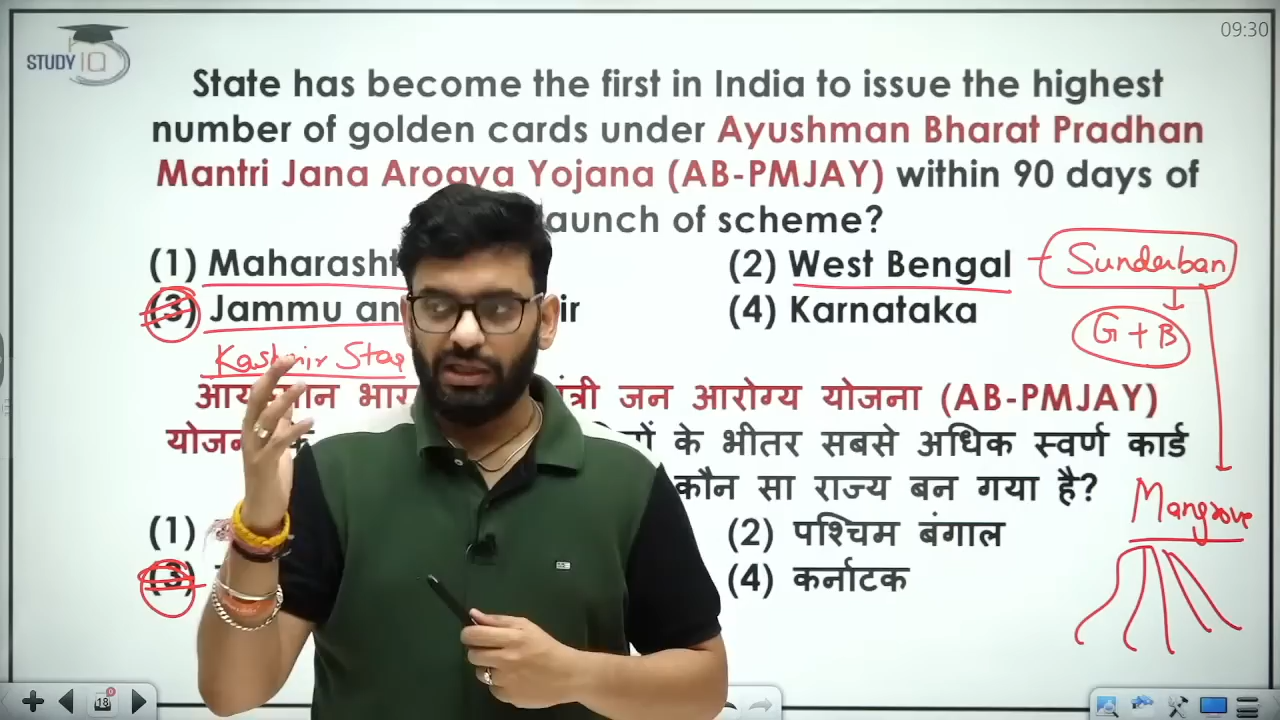 STUDY IQ
09:30
State has become the first in India to issue the highest
number of golden cards under Ayushman Bharat Pradhan
Mantri Jana Arogya Yojana (AB-PMJAY) within 90 days of
launch of scheme?
(1) Maharasht
(2) West Bengal - Sunderban
(3) Jammu an ir
(4) Karnataka
G + B
Kashmir
आय ान भार ंत्री जन आरोग्य योजना (AB-PMJAY)
योजन के भीतर सबसे अधिक स्वर्ण कार्ड
कौन सा राज्य बन गया है?
Mangrove
(1)
(2) पश्चिम बंगाल
(3)
(4) कर्नाटक
18